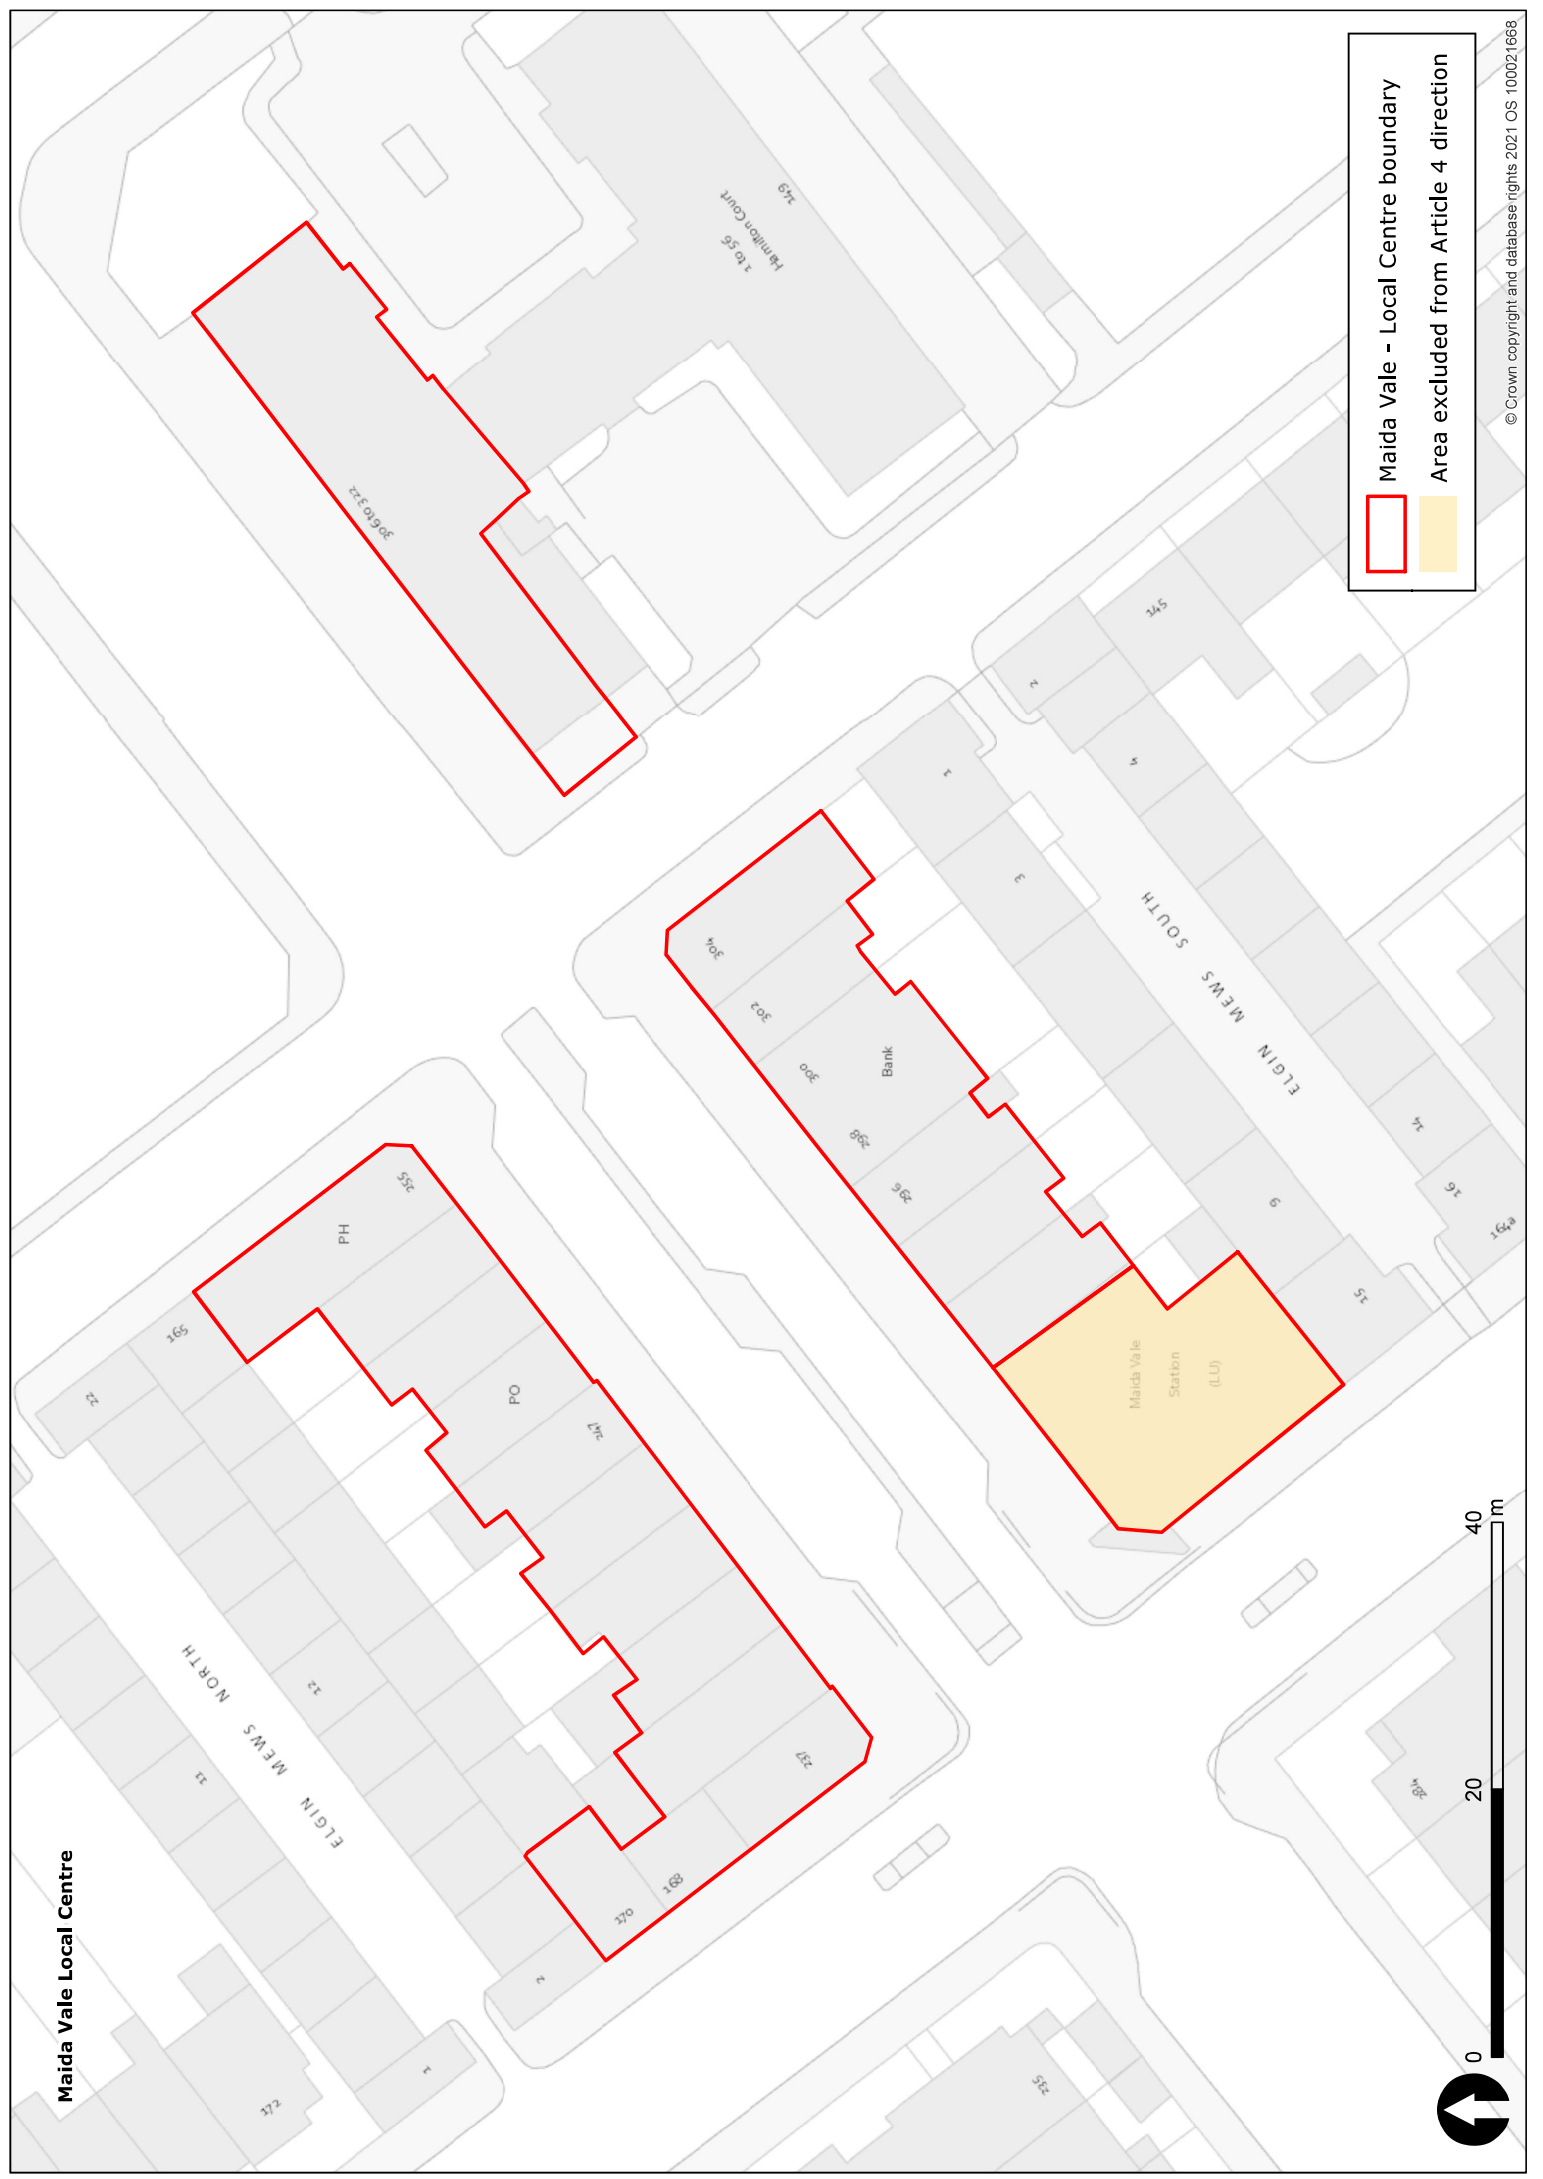 Maida Vale Local Centre
Maida Vale - Local Centre boundary
Area excluded from Article 4 direction
© Crown copyright and database rights 2021 OS 100021668
306 to 322
1 to 56
Hamilton Court
149
145
2
4
1
3
304
302
300
Bank
298
296
SOUTH
MEWS
ELGIN
14
16
9
15
Maida Vale
Station
(LU)
255
PH
165
22
PO
247
NORTH
MEWS
ELGIN
12
11
237
168
170
2
1
172
235
284
0
20
40
m